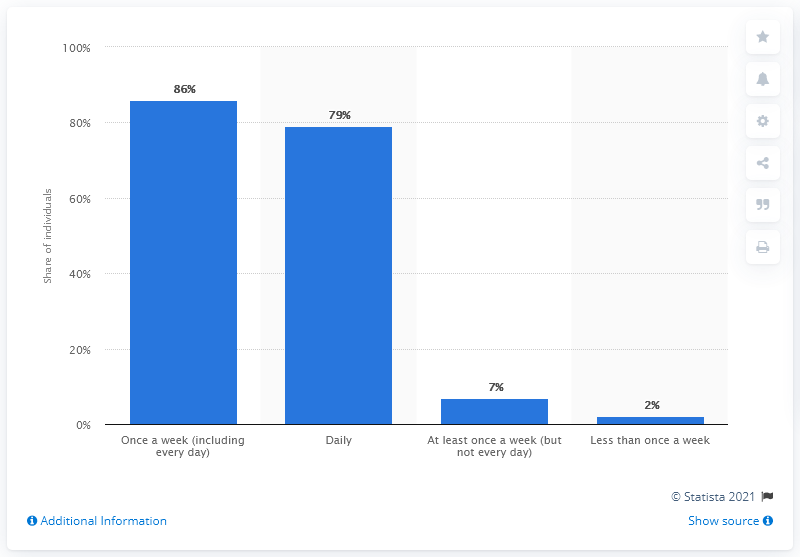 100%
80%
60%
40%
20%
0%
Share of individuals
86%
79%
7%
2%
Once a week (including
every day)
Daily
At least once a week (but
not every day)
Less than once a week
© Statista 2021
Additional Information
Show source